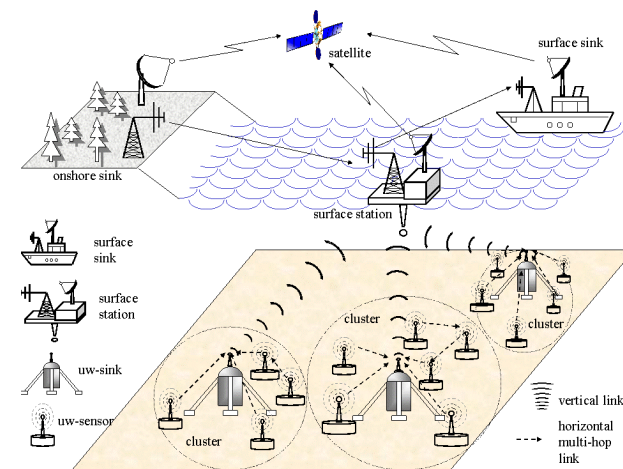 surface sink
satellite
onshore sink
surface station
surface
sink
surface
station
uw-sink
uw-sensor
cluster
cluster
cluster
vertical link
horizontal
multi-hop
link